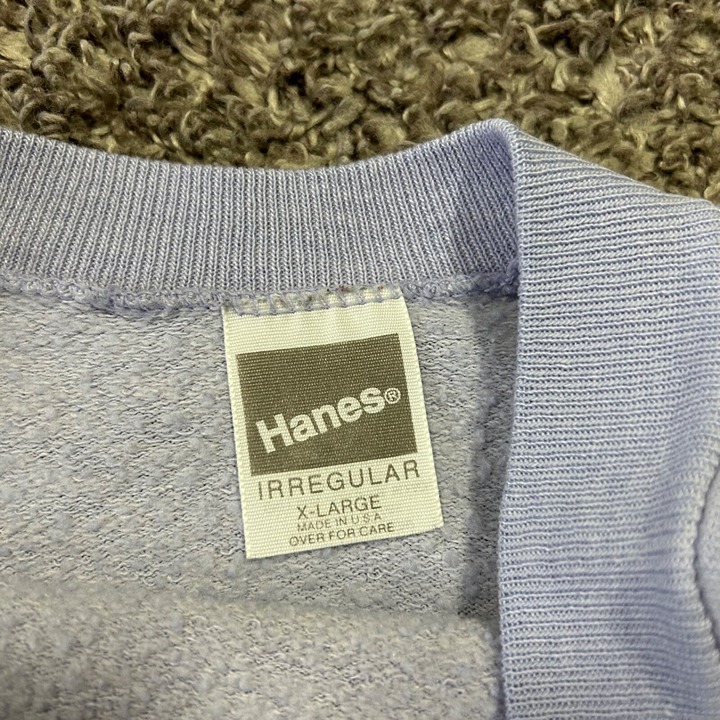 Hanes®
IRREGULAR
X-LARGE
MADE IN U S A
OVER FOR CARE